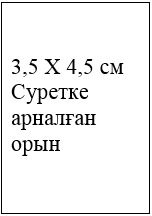 3,5 X 4,5 см
Суретке
арналған
орын